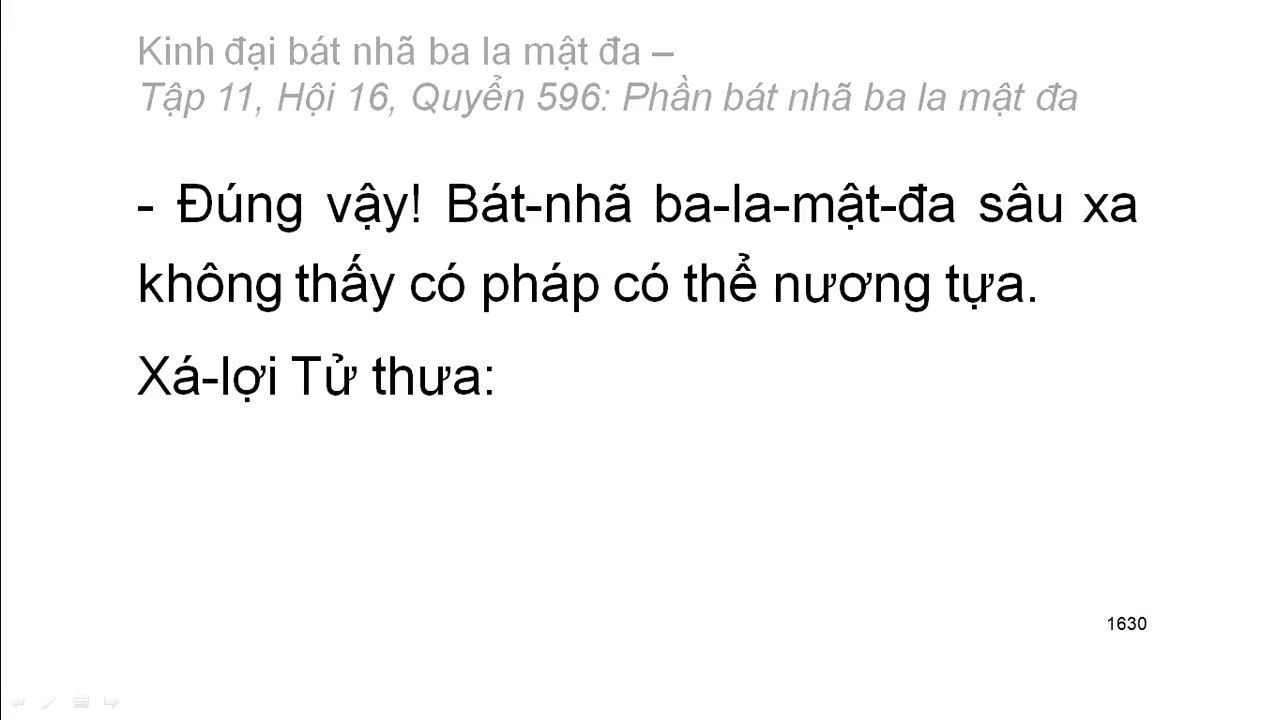 Kinh đại bát nhã ba la mật đa –
Tập 11, Hội 16, Quyển 596: Phần bát nhã ba la mật đa
- Đúng vậy! Bát-nhã ba-la-mật-đa sâu xa
không thấy có pháp có thể nương tựa.
Xá-lợi Tử thưa:
1630